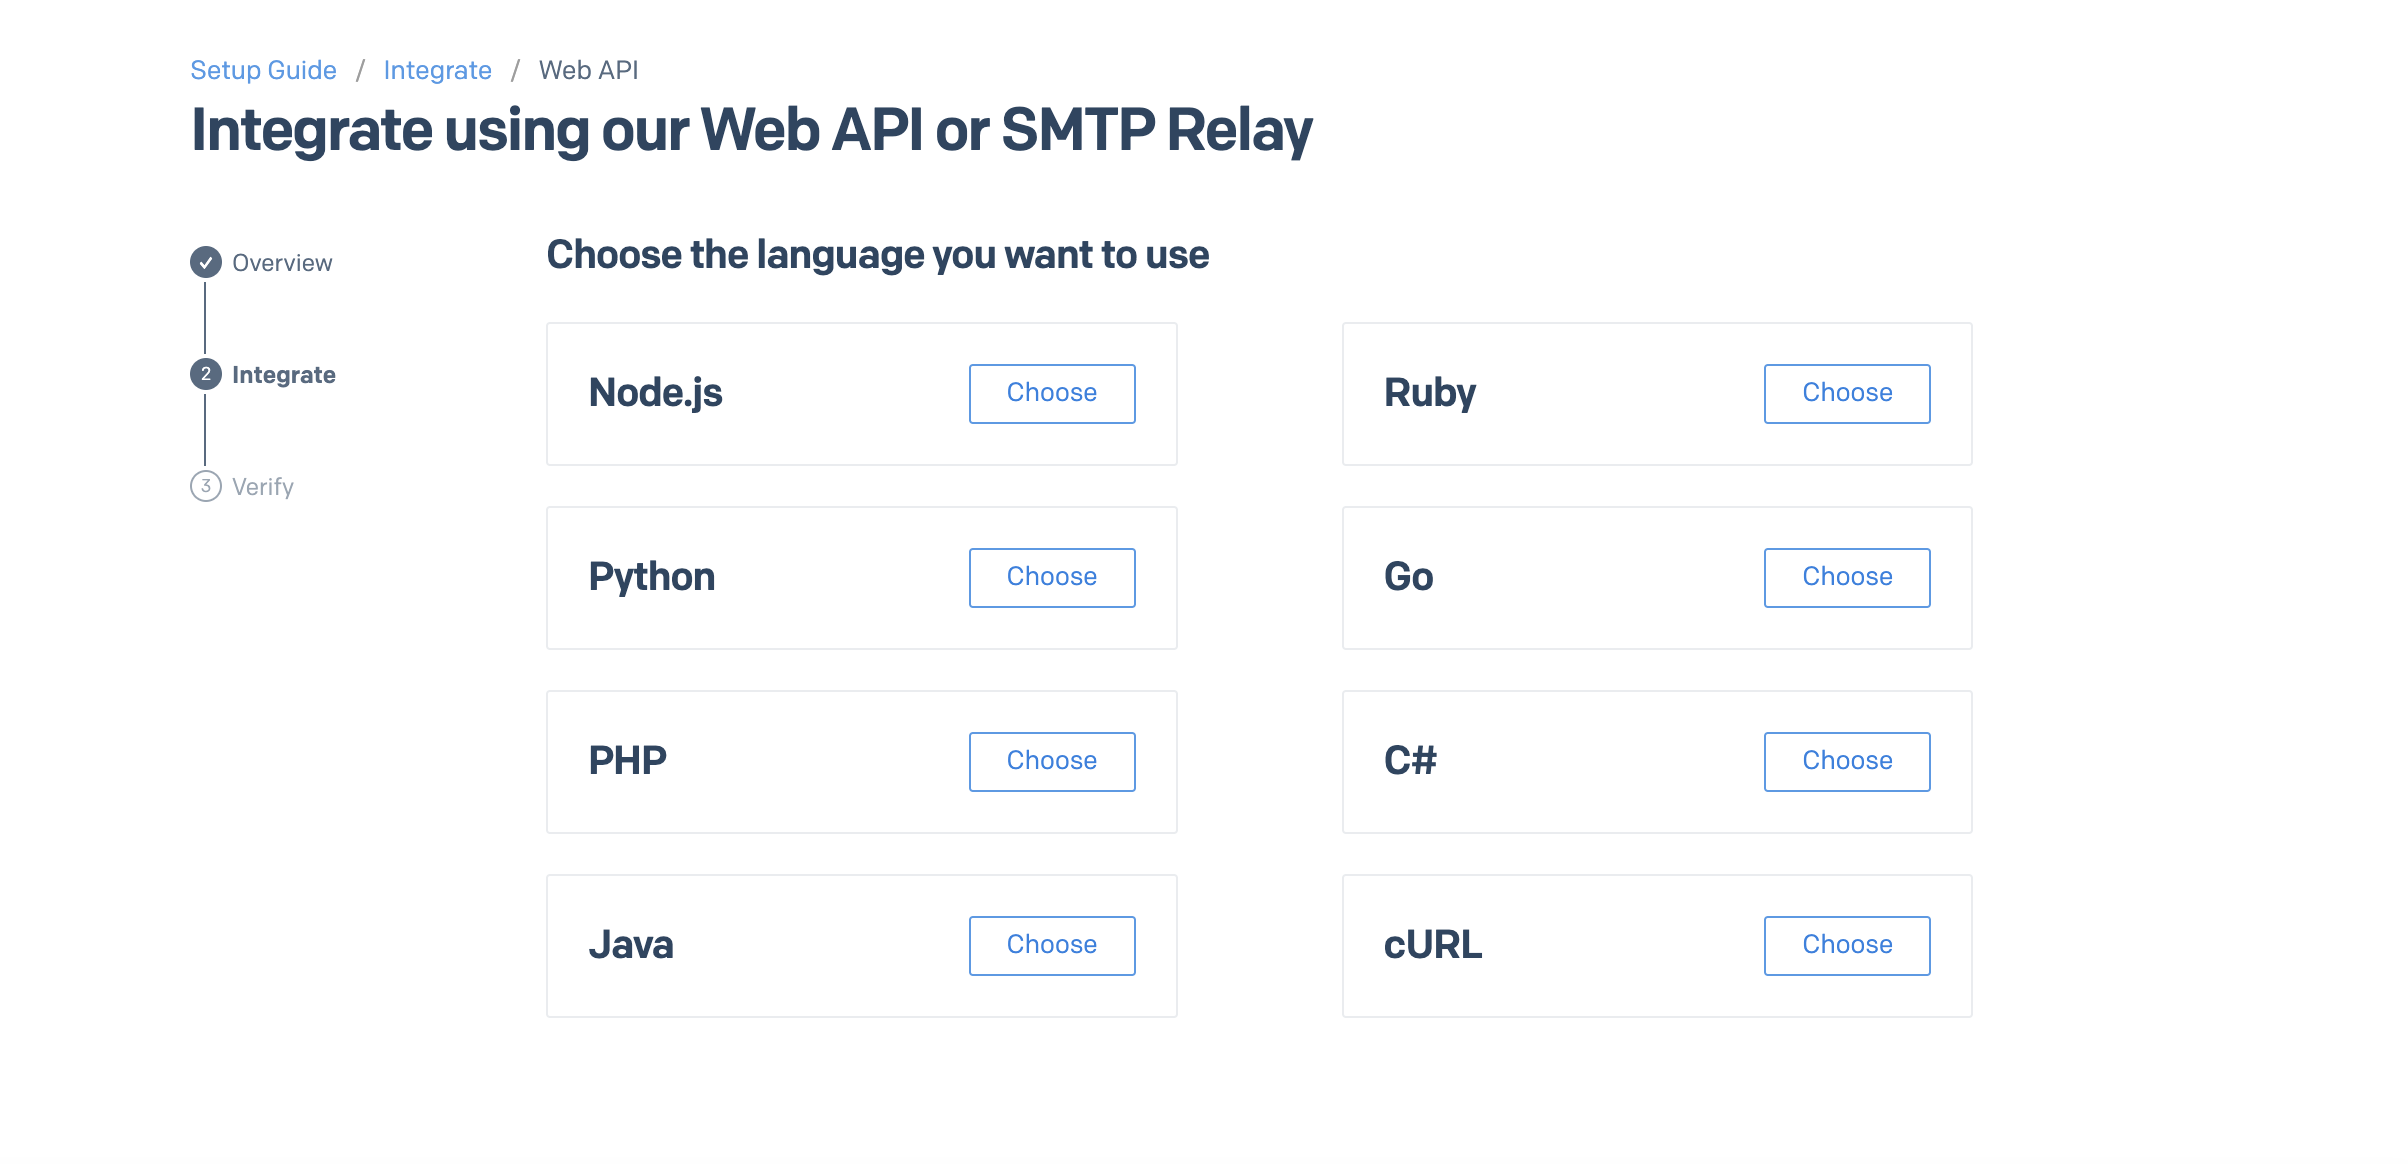 Setup Guide / Integrate / Web API
Integrate using our Web API or SMTP Relay
Overview
2 Integrate
3 Verify
Choose the language you want to use
Node.js Choose
Ruby Choose
Python Choose
Go Choose
PHP Choose
C# Choose
Java Choose
cURL Choose